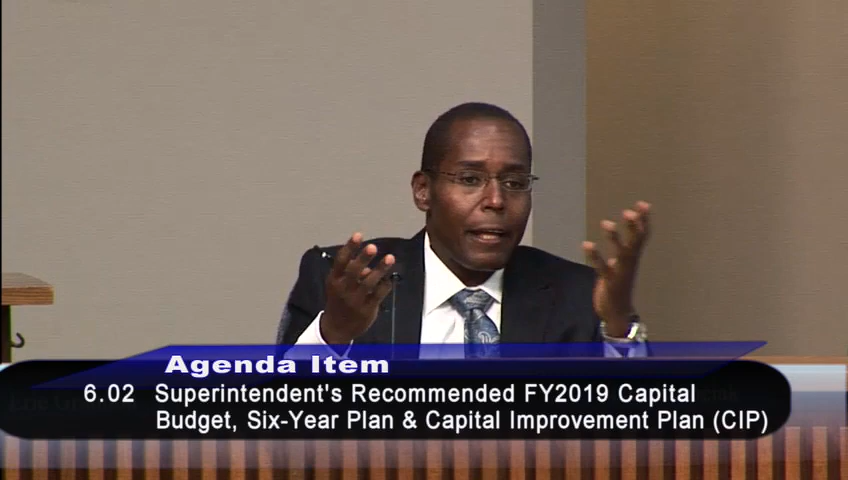 Agenda Item
6.02 Superintendent's Recommended FY2019 Capital
Budget, Six-Year Plan & Capital Improvement Plan (CIP)